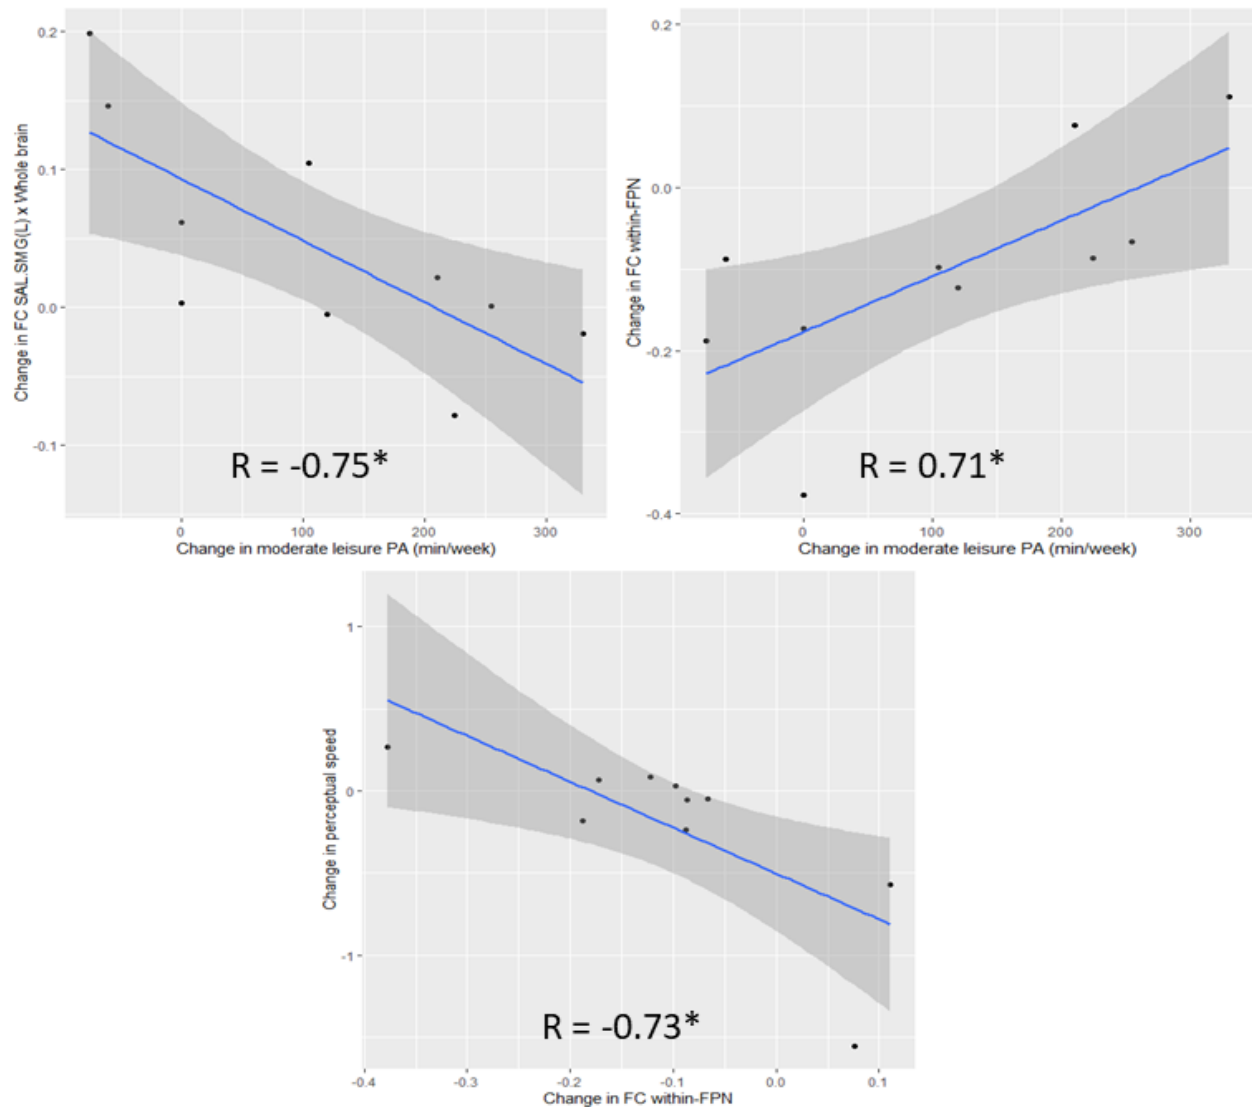 Change in FC SAL.SMG(L) x Whole brain
0.2
0.1
0.0
-0.1
R = -0.75*
0
100
200
300
Change in moderate leisure PA (min/week)
Change in FC within-FPN
0.2
0.0
-0.2
-0.4
R = 0.71*
0
100
200
300
Change in moderate leisure PA (min/week)
Change in perceptual speed
1
0
-1
R = -0.73*
-0.4
-0.3
-0.2
-0.1
0.0
0.1
Change in FC within-FPN